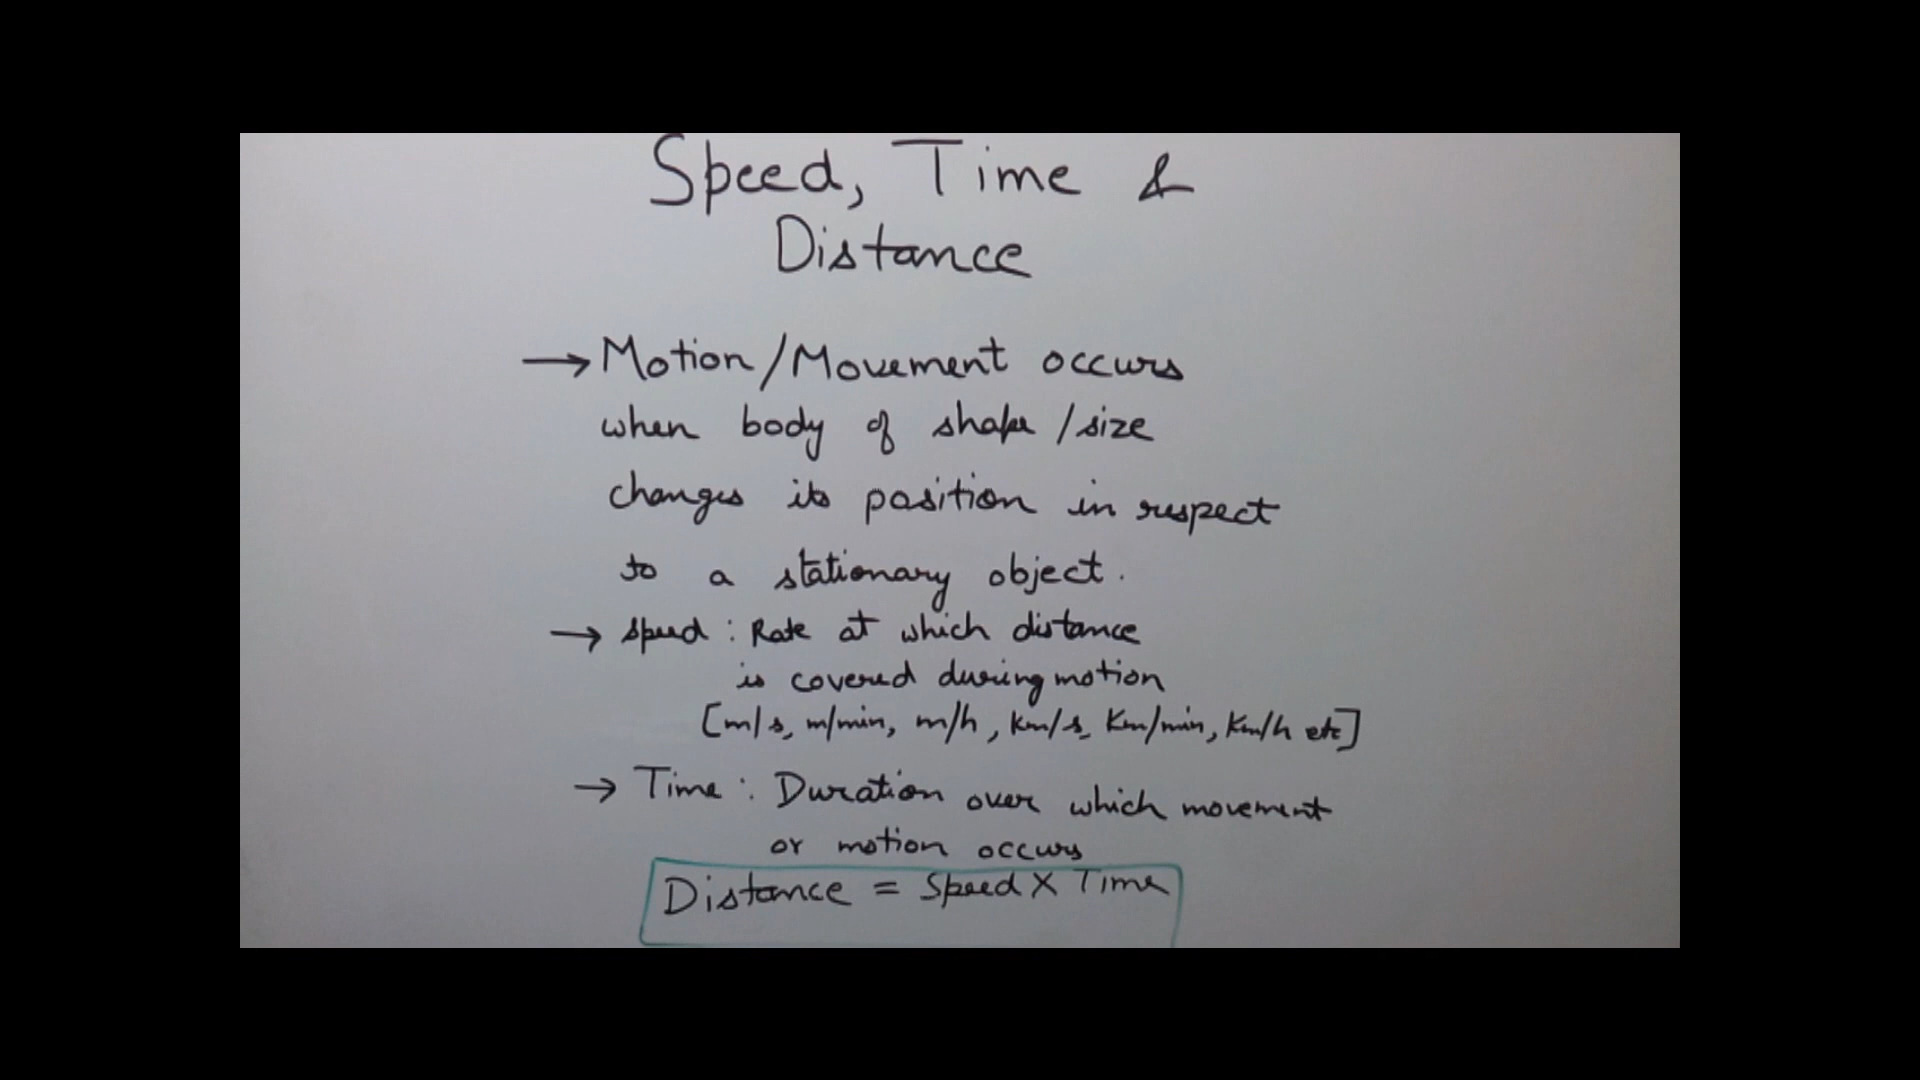 Speed, Time &
Distance
→ Motion/Movement occurs
when body of shape/size
changes its position in respect
to a stationary object.
→ Speed : Rate at which distance
is covered during motion
[m/s, m/min, m/h, km/s, Km/min, Km/h etc]
→ Time : Duration over which movement
or motion occurs
Distance = Speed X Time